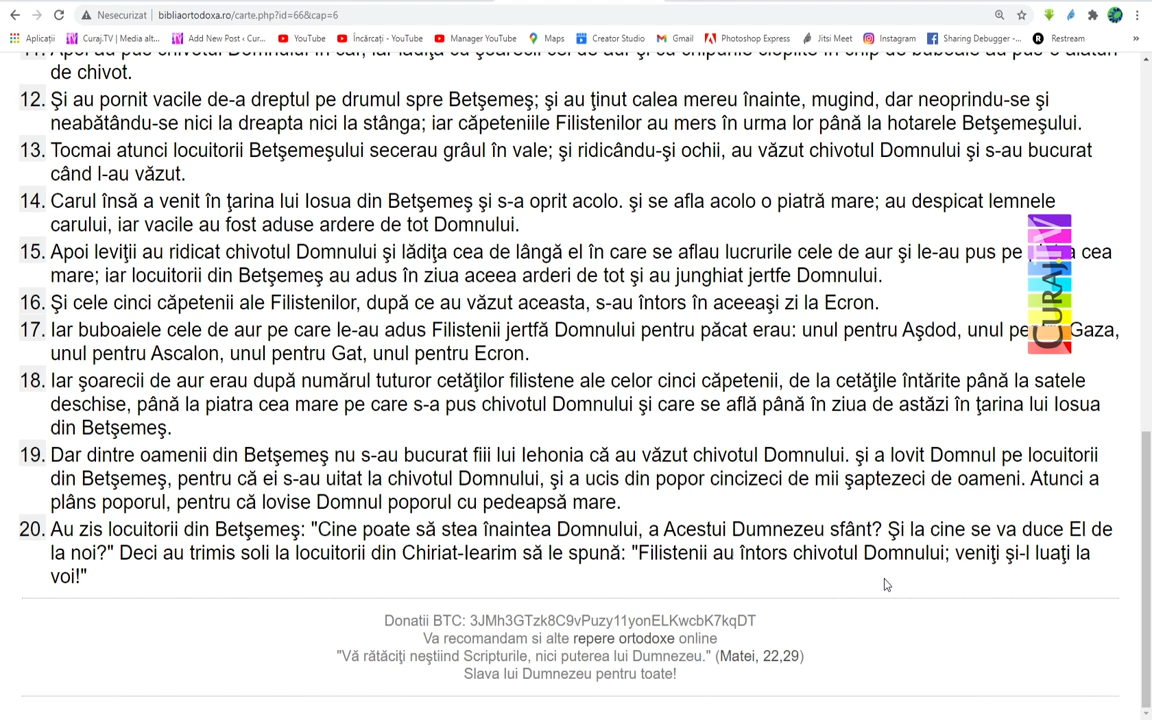 Nesecurizat | bibliaortodoxa.ro/carte.php?id=66&cap=6
Aplicații Curaj.TV | Media alt... Add New Post ‹ Cur... YouTube Încărcați - YouTube Manager YouTube Maps Creator Studio Gmail Photoshop Express Jitsi Meet Instagram Sharing Debugger -... Restream »
de chivot.
12. Şi au pornit vacile de-a dreptul pe drumul spre Betşemeş; şi au ţinut calea mereu înainte, mugind, dar neoprindu-se şi
neabătându-se nici la dreapta nici la stânga; iar căpeteniile Filistenilor au mers în urma lor până la hotarele Betşemeşului.
13. Tocmai atunci locuitorii Betşemeşului secerau grâul în vale; şi ridicându-şi ochii, au văzut chivotul Domnului şi s-au bucurat
când l-au văzut.
14. Carul însă a venit în ţarina lui Iosua din Betşemeş şi s-a oprit acolo. şi se afla acolo o piatră mare; au despicat lemnele
carului, iar vacile au fost aduse ardere de tot Domnului.
15. Apoi leviţii au ridicat chivotul Domnului şi lădiţa cea de lângă el în care se aflau lucrurile cele de aur şi le-au pus pe cea
mare; iar locuitorii din Betşemeş au adus în ziua aceea arderi de tot şi au junghiat jertfe Domnului.
16. Şi cele cinci căpetenii ale Filistenilor, după ce au văzut aceasta, s-au întors în aceeaşi zi la Ecron.
17. Iar buboaiele cele de aur pe care le-au adus Filistenii jertfă Domnului pentru păcat erau: unul pentru Aşdod, unul Gaza,
unul pentru Ascalon, unul pentru Gat, unul pentru Ecron.
18. Iar şoarecii de aur erau după numărul tuturor cetăţilor filistene ale celor cinci căpetenii, de la cetăţile întărite până la satele
deschise, până la piatra cea mare pe care s-a pus chivotul Domnului şi care se află până în ziua de astăzi în ţarina lui Iosua
din Betşemeş.
19. Dar dintre oamenii din Betşemeş nu s-au bucurat fiii lui Iehonia că au văzut chivotul Domnului. şi a lovit Domnul pe locuitorii
din Betşemeş, pentru că ei s-au uitat la chivotul Domnului, şi a ucis din popor cincizeci de mii şaptezeci de oameni. Atunci a
plâns poporul, pentru că lovise Domnul poporul cu pedeapsă mare.
20. Au zis locuitorii din Betşemeş: "Cine poate să stea înaintea Domnului, a Acestui Dumnezeu sfânt? Şi la cine se va duce El de
la noi?" Deci au trimis soli la locuitorii din Chiriat-Iearim să le spună: "Filistenii au întors chivotul Domnului; veniţi şi-l luaţi la
voi!"
CURAJ.TV
Donatii BTC: 3JMh3GTzk8C9vPuzy11yonELKwcbK7kqDT
Va recomandam si alte repere ortodoxe online
"Vă rătăciţi neştiind Scripturile, nici puterea lui Dumnezeu." (Matei, 22,29)
Slava lui Dumnezeu pentru toate!